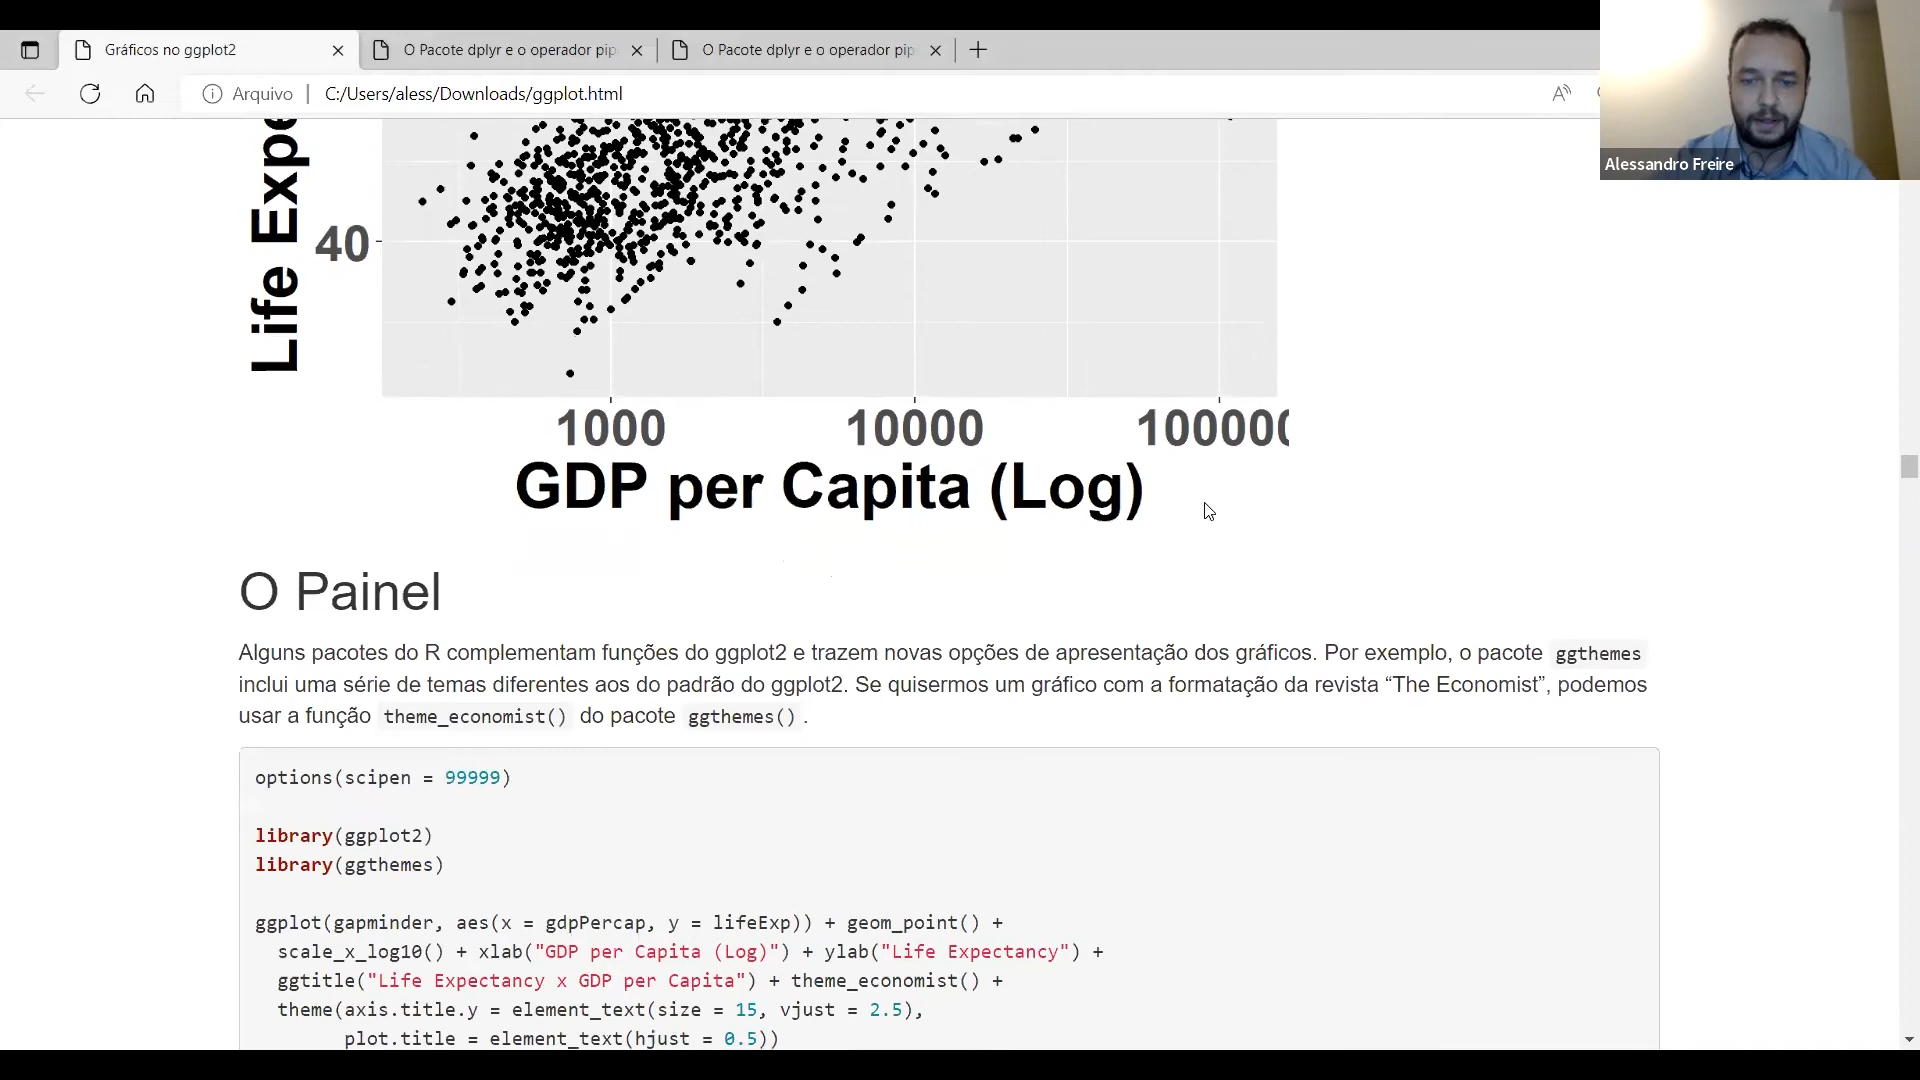 Gráficos no ggplot2
O Pacote dplyr e o operador pip
O Pacote dplyr e o operador pip
Arquivo
C:/Users/aless/Downloads/ggplot.html
Alessandro Freire
Life Expe
40
1000 10000 100000
GDP per Capita (Log)
O Painel
Alguns pacotes do R complementam funções do ggplot2 e trazem novas opções de apresentação dos gráficos. Por exemplo, o pacote ggthemes
inclui uma série de temas diferentes aos do padrão do ggplot2. Se quisermos um gráfico com a formatação da revista “The Economist”, podemos
usar a função theme_economist() do pacote ggthemes() .
options(scipen = 99999)
library(ggplot2)
library(ggthemes)
ggplot(gapminder, aes(x = gdpPercap, y = lifeExp)) + geom_point() +
scale_x_log10() + xlab("GDP per Capita (Log)") + ylab("Life Expectancy") +
ggtitle("Life Expectancy x GDP per Capita") + theme_economist() +
theme(axis.title.y = element_text(size = 15, vjust = 2.5),
plot.title = element_text(hjust = 0.5))